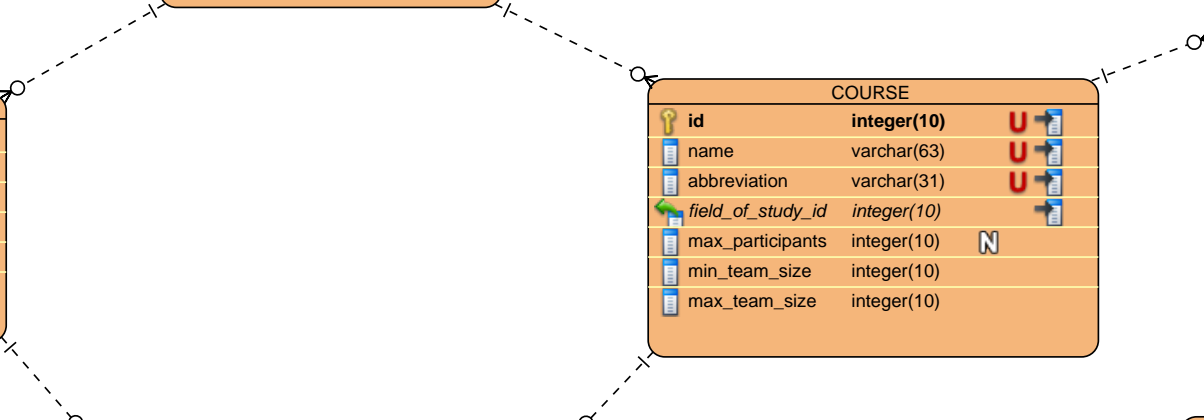 COURSE
id integer(10) U
name varchar(63) U
abbreviation varchar(31) U
field_of_study_id integer(10)
max_participants integer(10) N
min_team_size integer(10)
max_team_size integer(10)